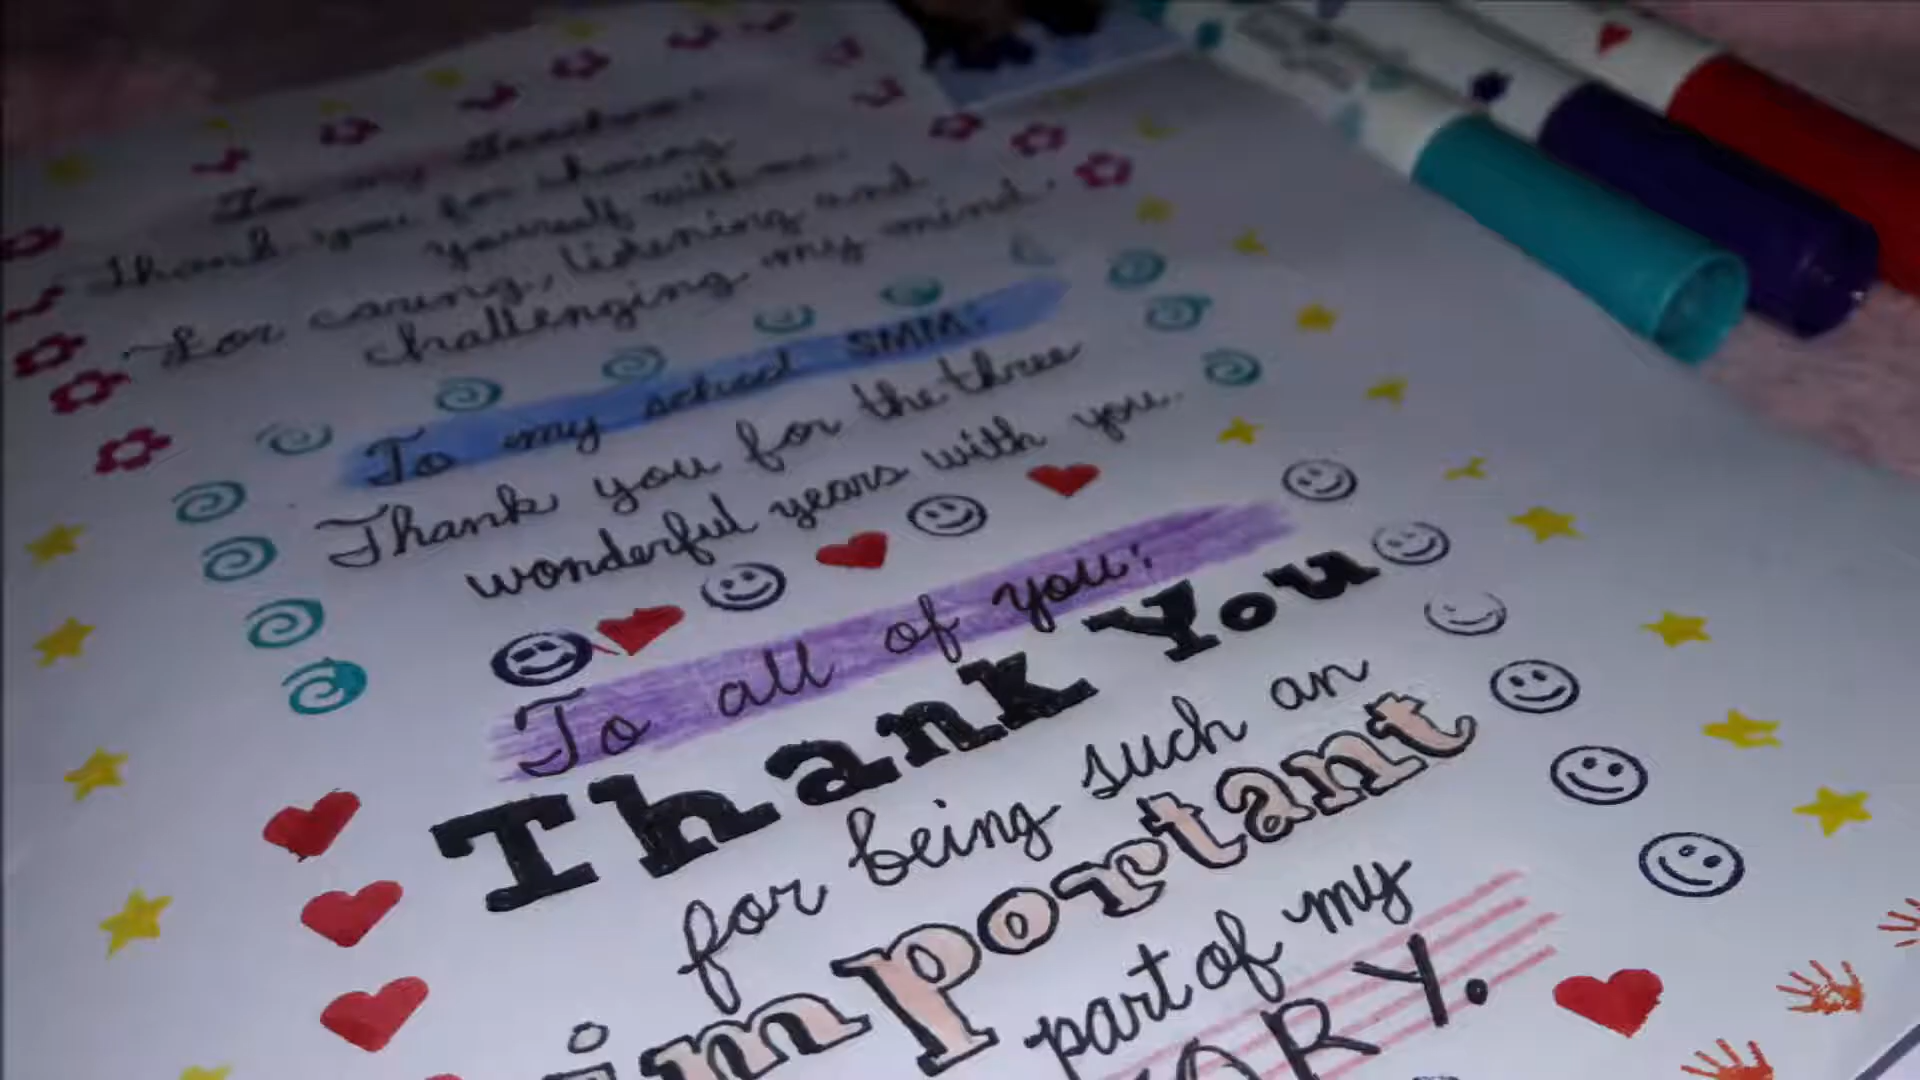 To my Teachers:
Thank you for sharing
yourself with me
for caring, listening and
challenging my mind.
To my school SMM:
Thank you for the three
wonderful years with you.
To all of you:
Thank You
for being such an
important
part of my
ORY.